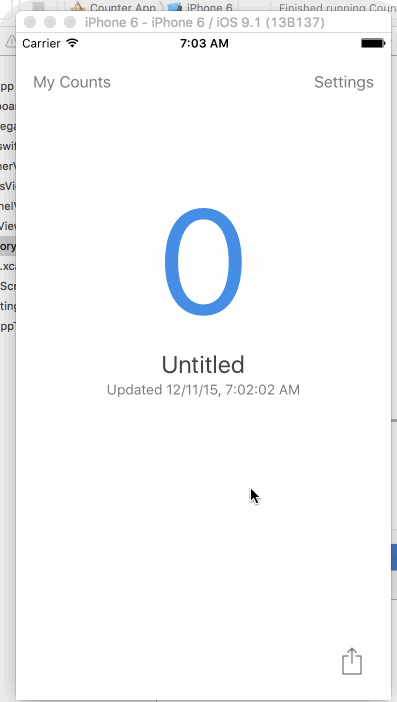 Counter App iPhone 6 Finished running Coun
iPhone 6 - iPhone 6 / iOS 9.1 (13B137)
Carrier 7:03 AM
My Counts Settings
0
Untitled
Updated 12/11/15, 7:02:02 AM